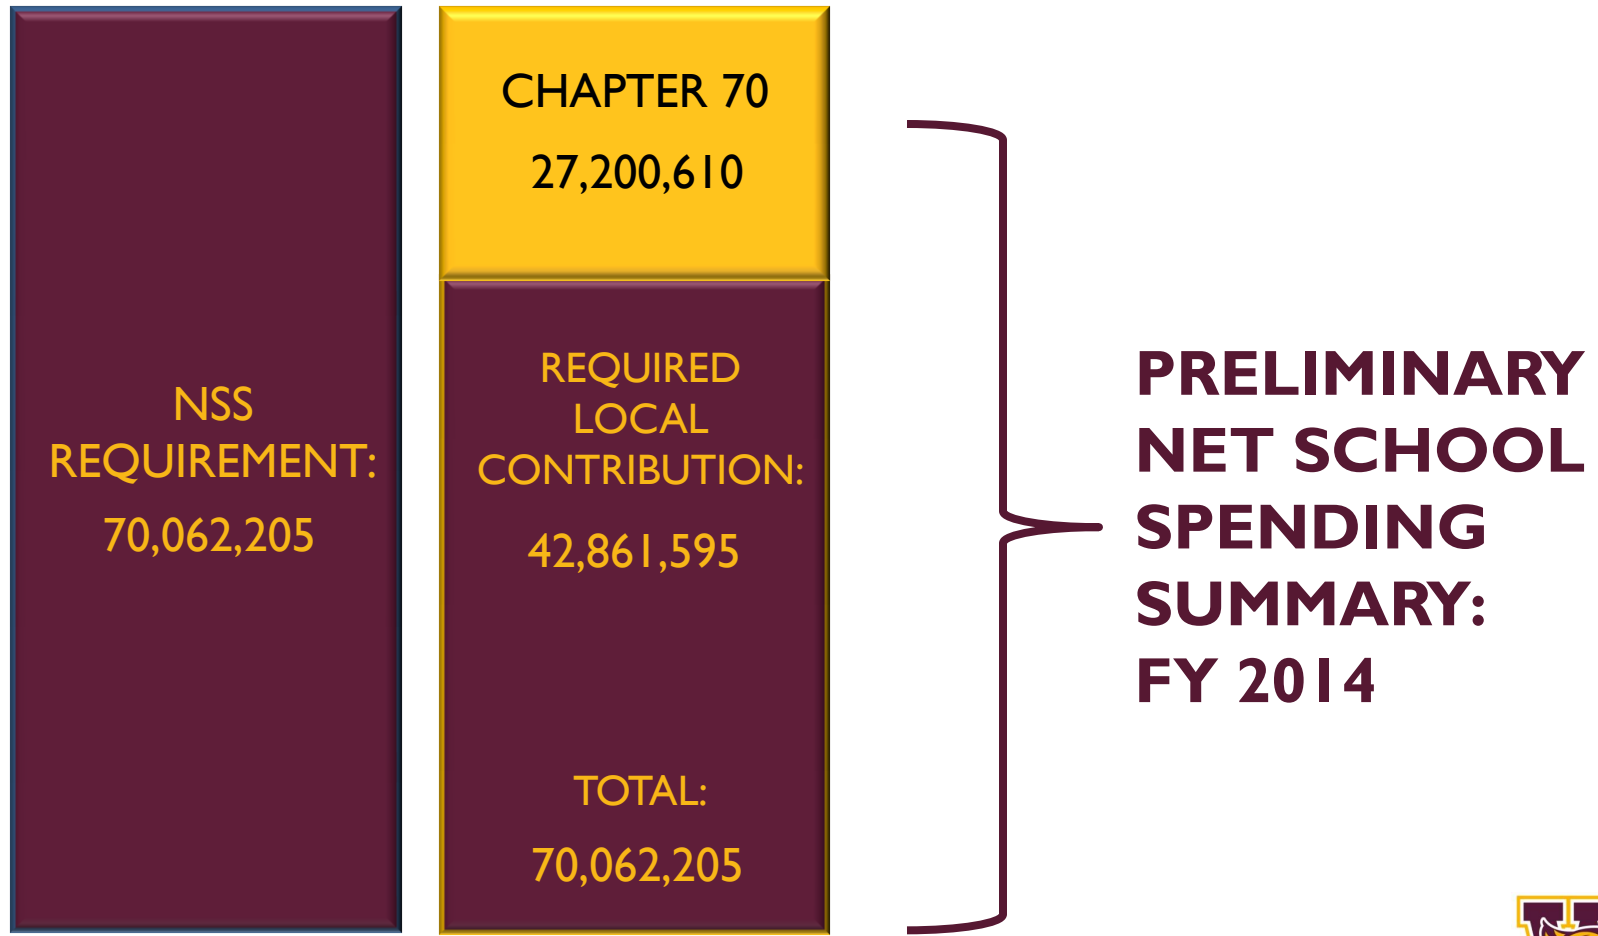 NSS
REQUIREMENT:
70,062,205
CHAPTER 70
27,200,610
REQUIRED
LOCAL
CONTRIBUTION:
42,861,595
TOTAL:
70,062,205
PRELIMINARY
NET SCHOOL
SPENDING
SUMMARY:
FY 2014